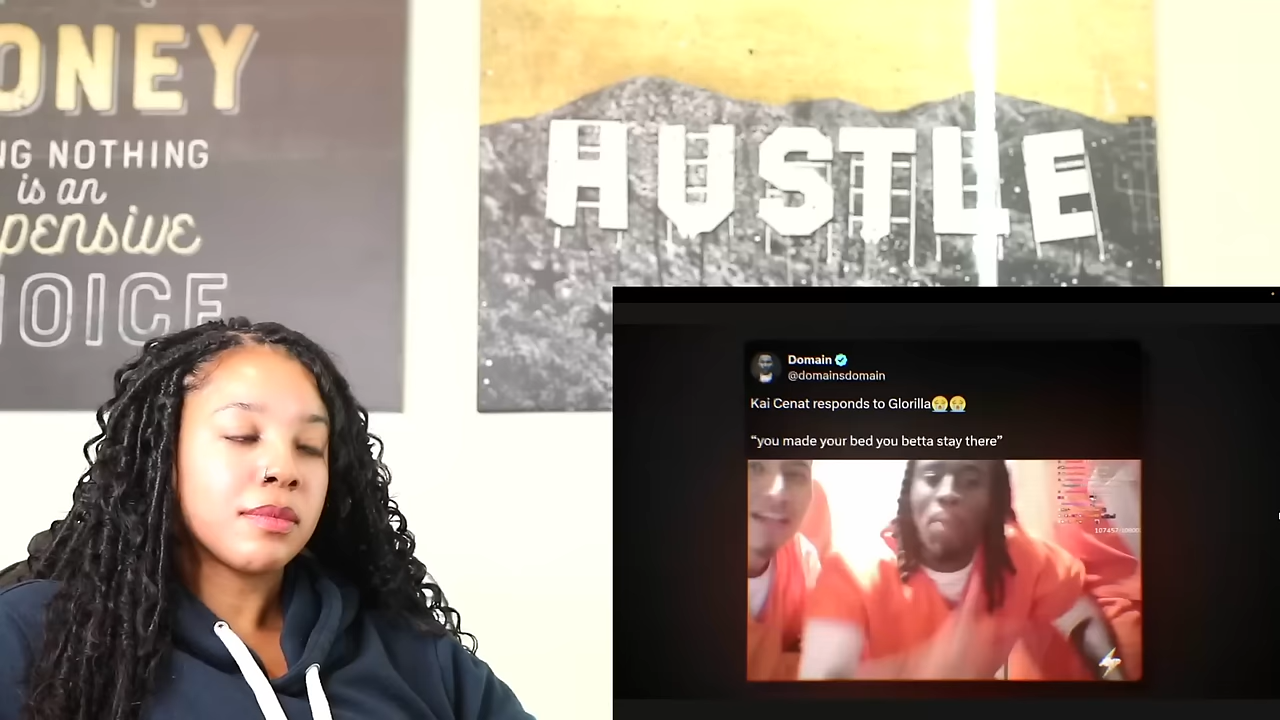 ONEY
NG NOTHING
is an
pensive
HOICE
HUSTLE
Domain
@domainsdomain
Kai Cenat responds to Glorilla😭😭
“you made your bed you betta stay there”